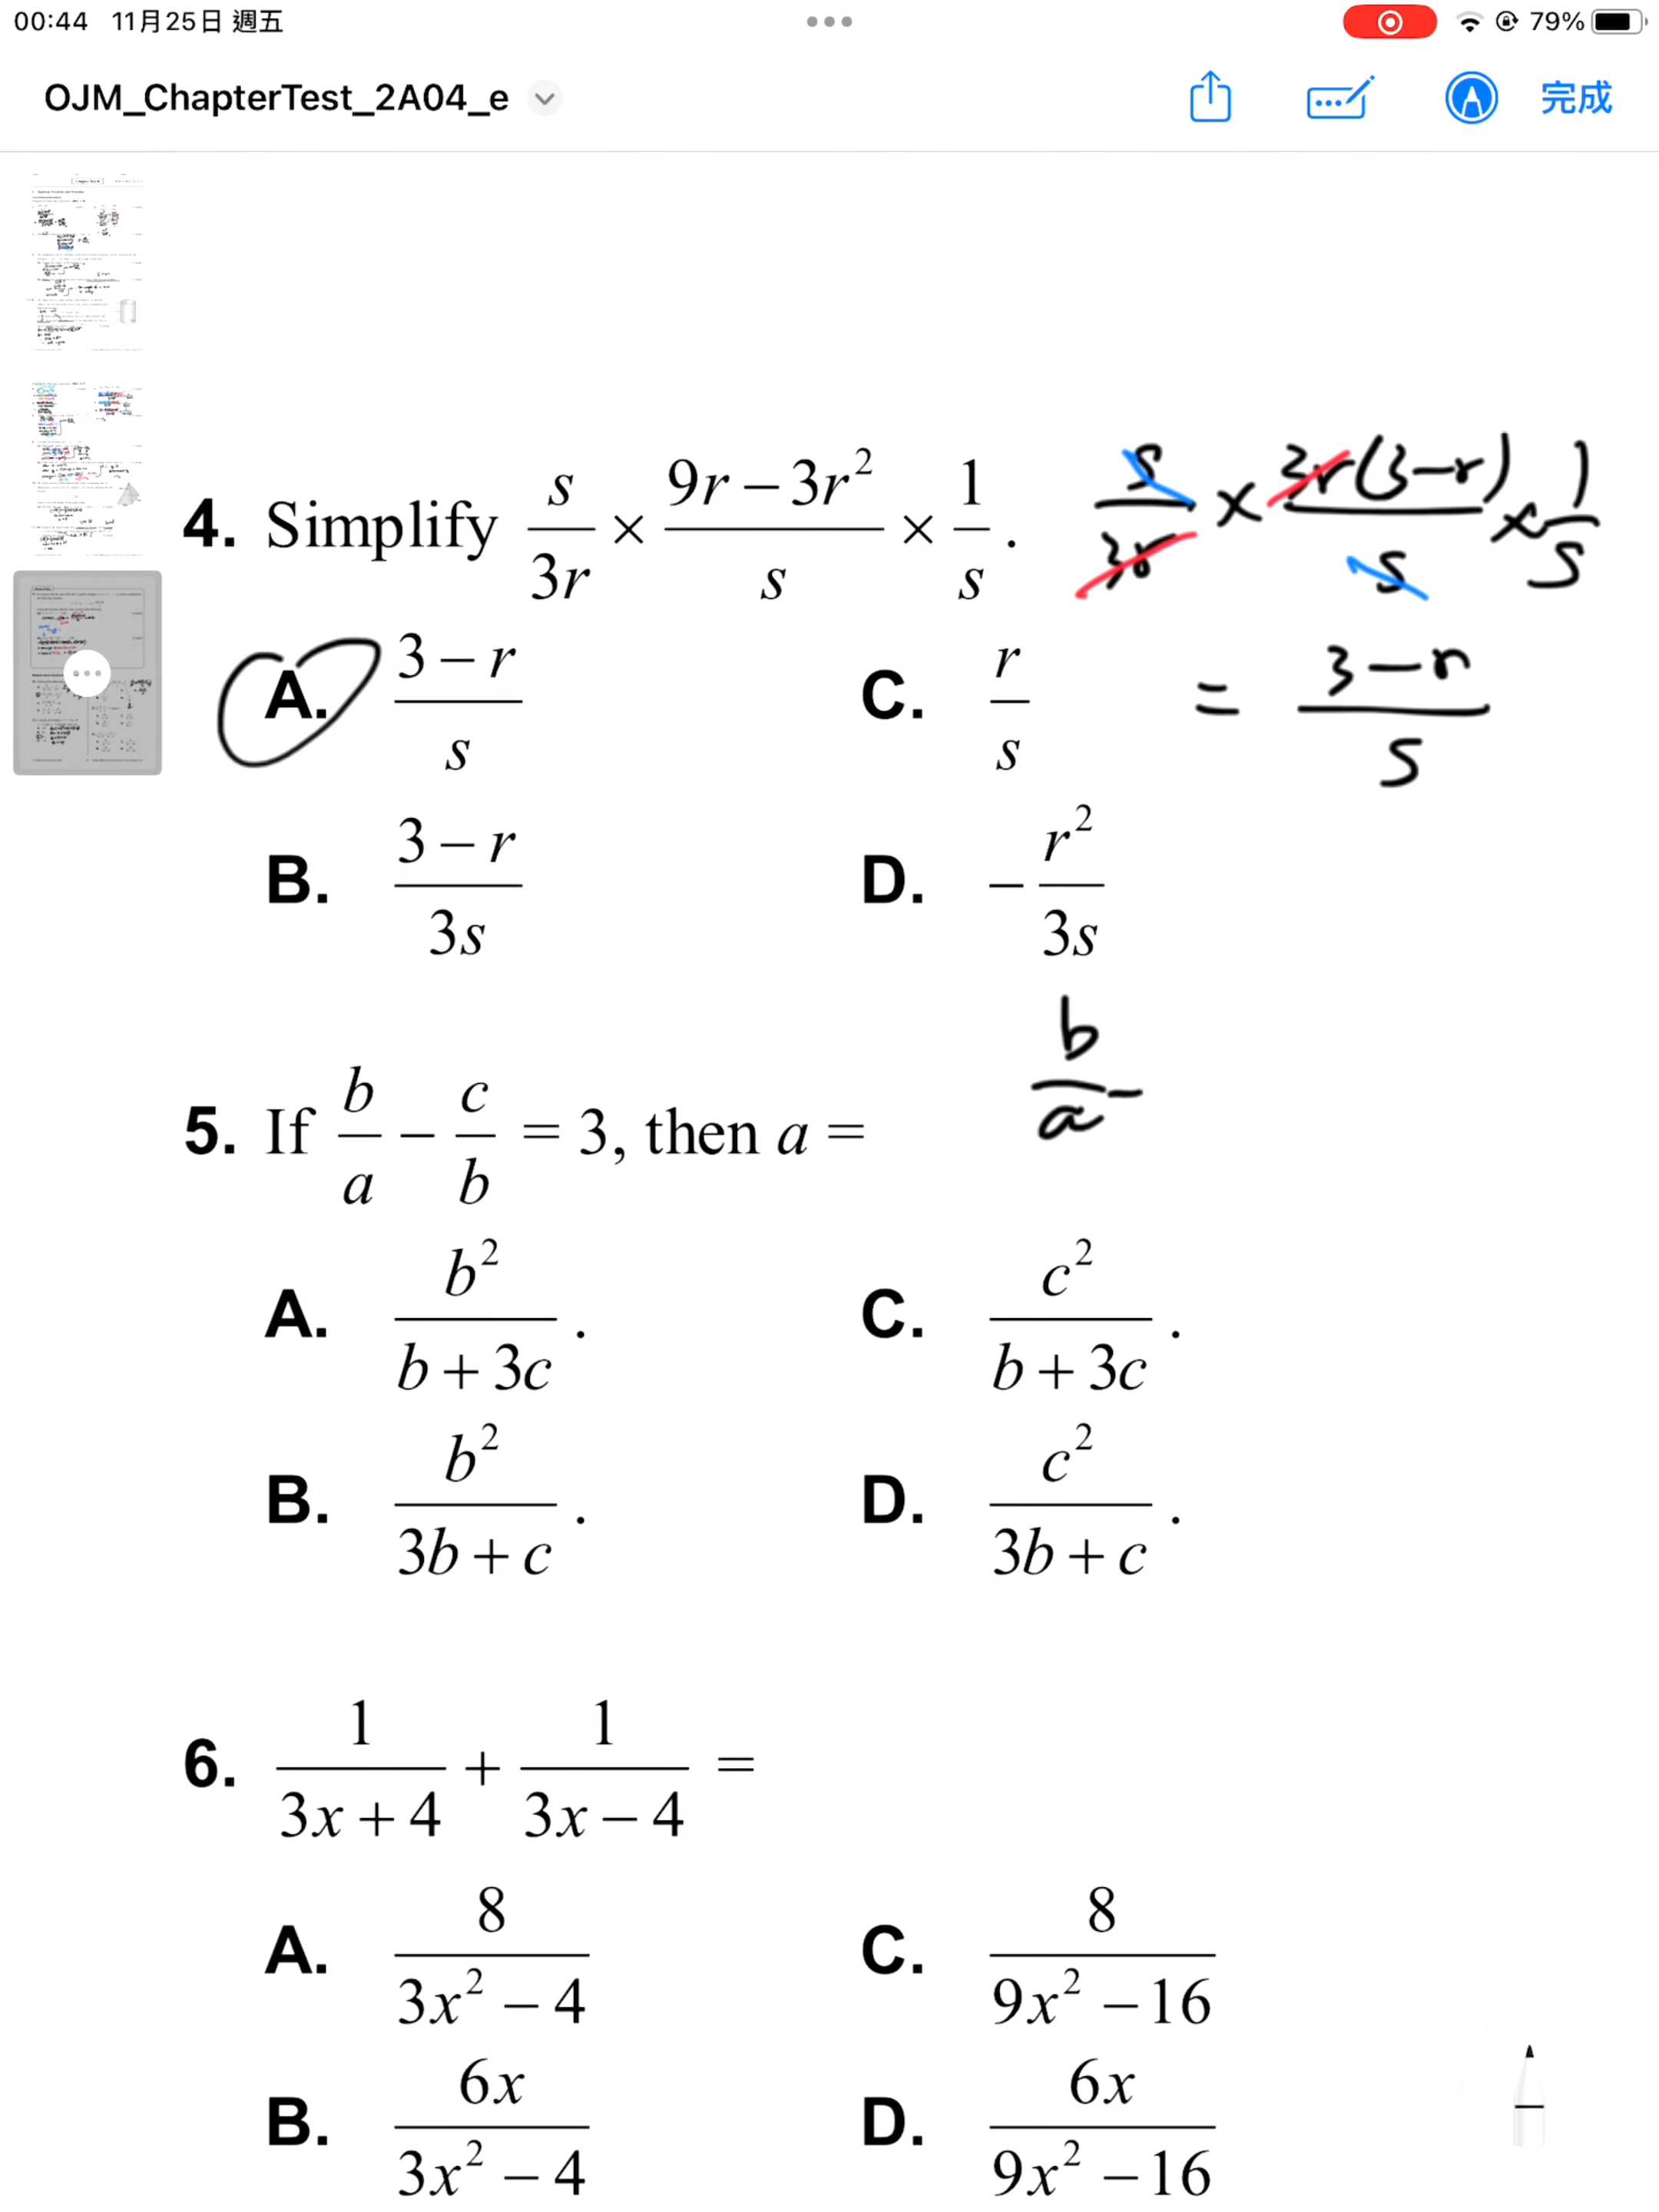 00:44 11月25日 週五
79%
OJM_ChapterTest_2A04_e
完成
4. Simplify s/3r × (9r − 3r²)/s × 1/s .
s/3r × 3r(3−r)/s × 1/s
= (3−r)/s
A. (3 − r)/s
C. r/s
B. (3 − r)/3s
D. − r²/3s
5. If b/a − c/b = 3, then a =
b/a −
A. b²/(b + 3c) .
C. c²/(b + 3c) .
B. b²/(3b + c) .
D. c²/(3b + c) .
6. 1/(3x + 4) + 1/(3x − 4) =
A. 8/(3x² − 4)
C. 8/(9x² − 16)
B. 6x/(3x² − 4)
D. 6x/(9x² − 16)